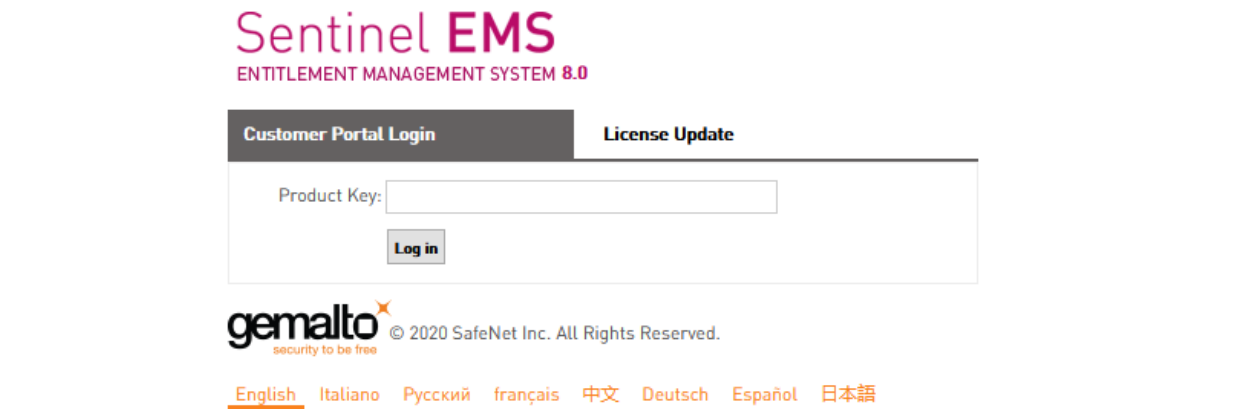 Sentinel EMS
ENTITLEMENT MANAGEMENT SYSTEM 8.0
Customer Portal Login License Update
Product Key:
Log in
gemalto © 2020 SafeNet Inc. All Rights Reserved.
security to be free
English Italiano Русский français 中文 Deutsch Español 日本語